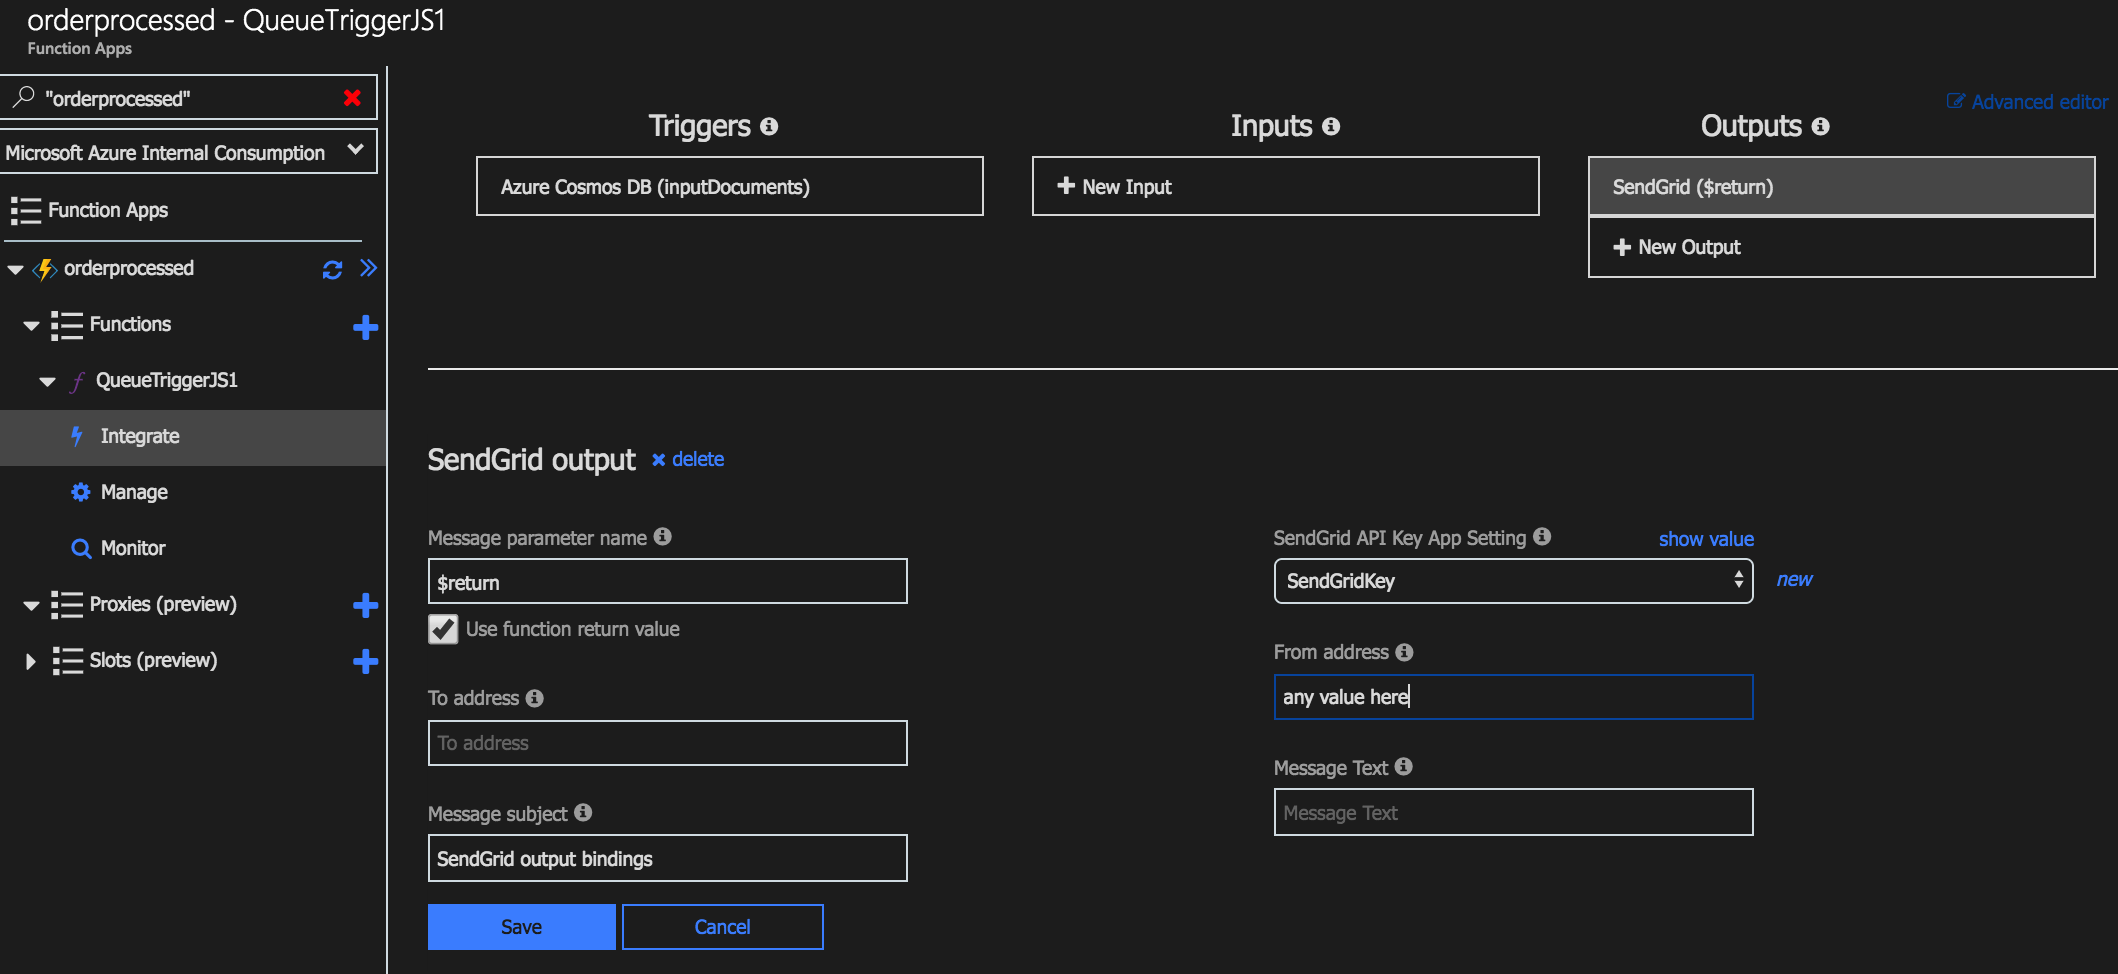 orderprocessed - QueueTriggerJS1
Function Apps
"orderprocessed"
Microsoft Azure Internal Consumption
Function Apps
orderprocessed
Functions
QueueTriggerJS1
Integrate
Manage
Monitor
Proxies (preview)
Slots (preview)
Advanced editor
Triggers
Azure Cosmos DB (inputDocuments)
Inputs
New Input
Outputs
SendGrid ($return)
New Output
SendGrid output delete
Message parameter name
$return
Use function return value
To address
To address
Message subject
SendGrid output bindings
Save Cancel
SendGrid API Key App Setting show value
SendGridKey new
From address
any value here
Message Text
Message Text